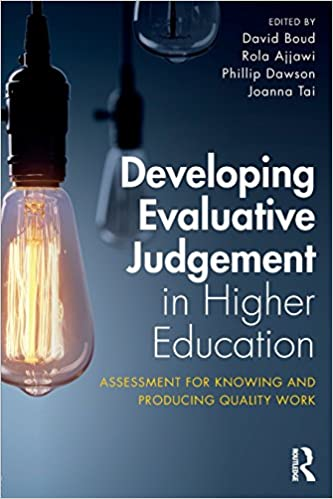 EDITED BY
David Boud
Rola Ajjawi
Phillip Dawson
Joanna Tai
Developing
Evaluative
Judgement
in Higher
Education
ASSESSMENT FOR KNOWING AND
PRODUCING QUALITY WORK
R
ROUTLEDGE